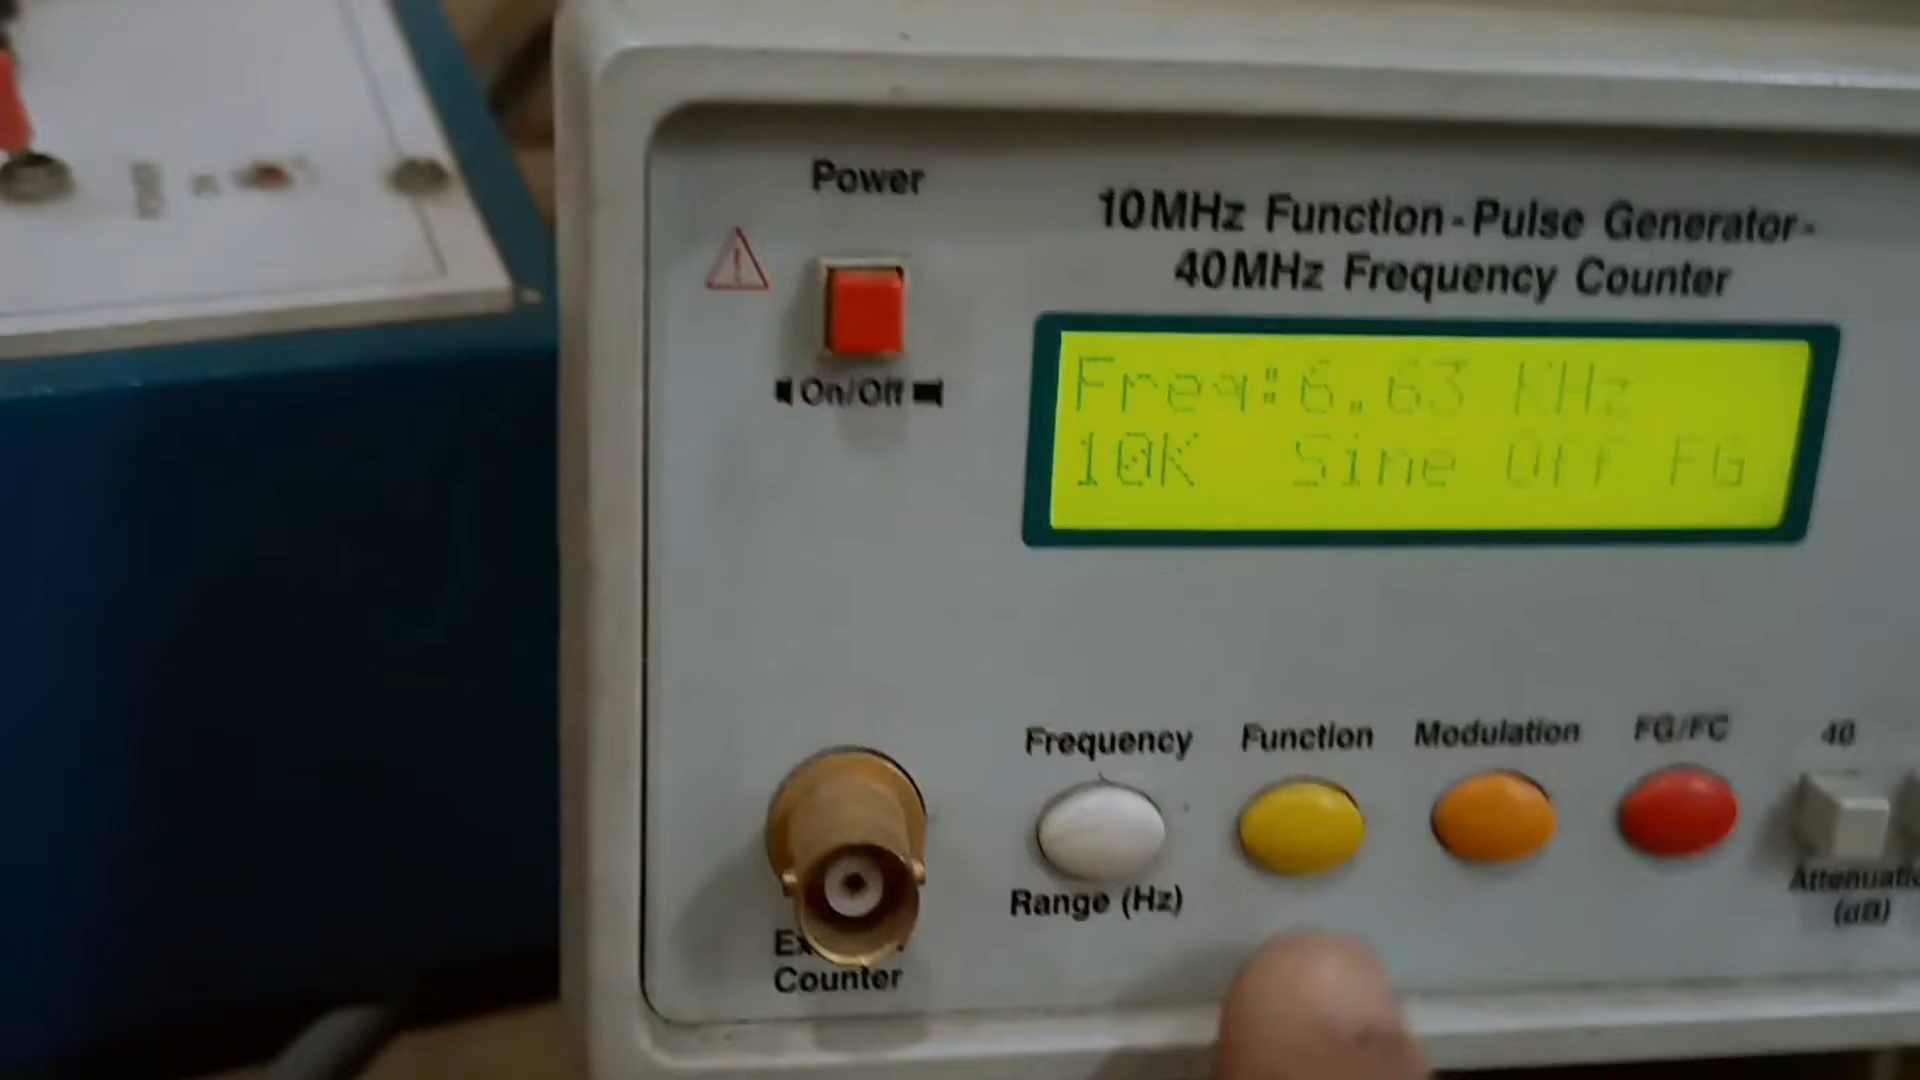 Power
10MHz Function-Pulse Generator-
40MHz Frequency Counter
On/Off
Freq:6.63 KHz
10K Sine Off FG
Frequency Function Modulation FG/FC 40
Range (Hz)
(dB)
Counter